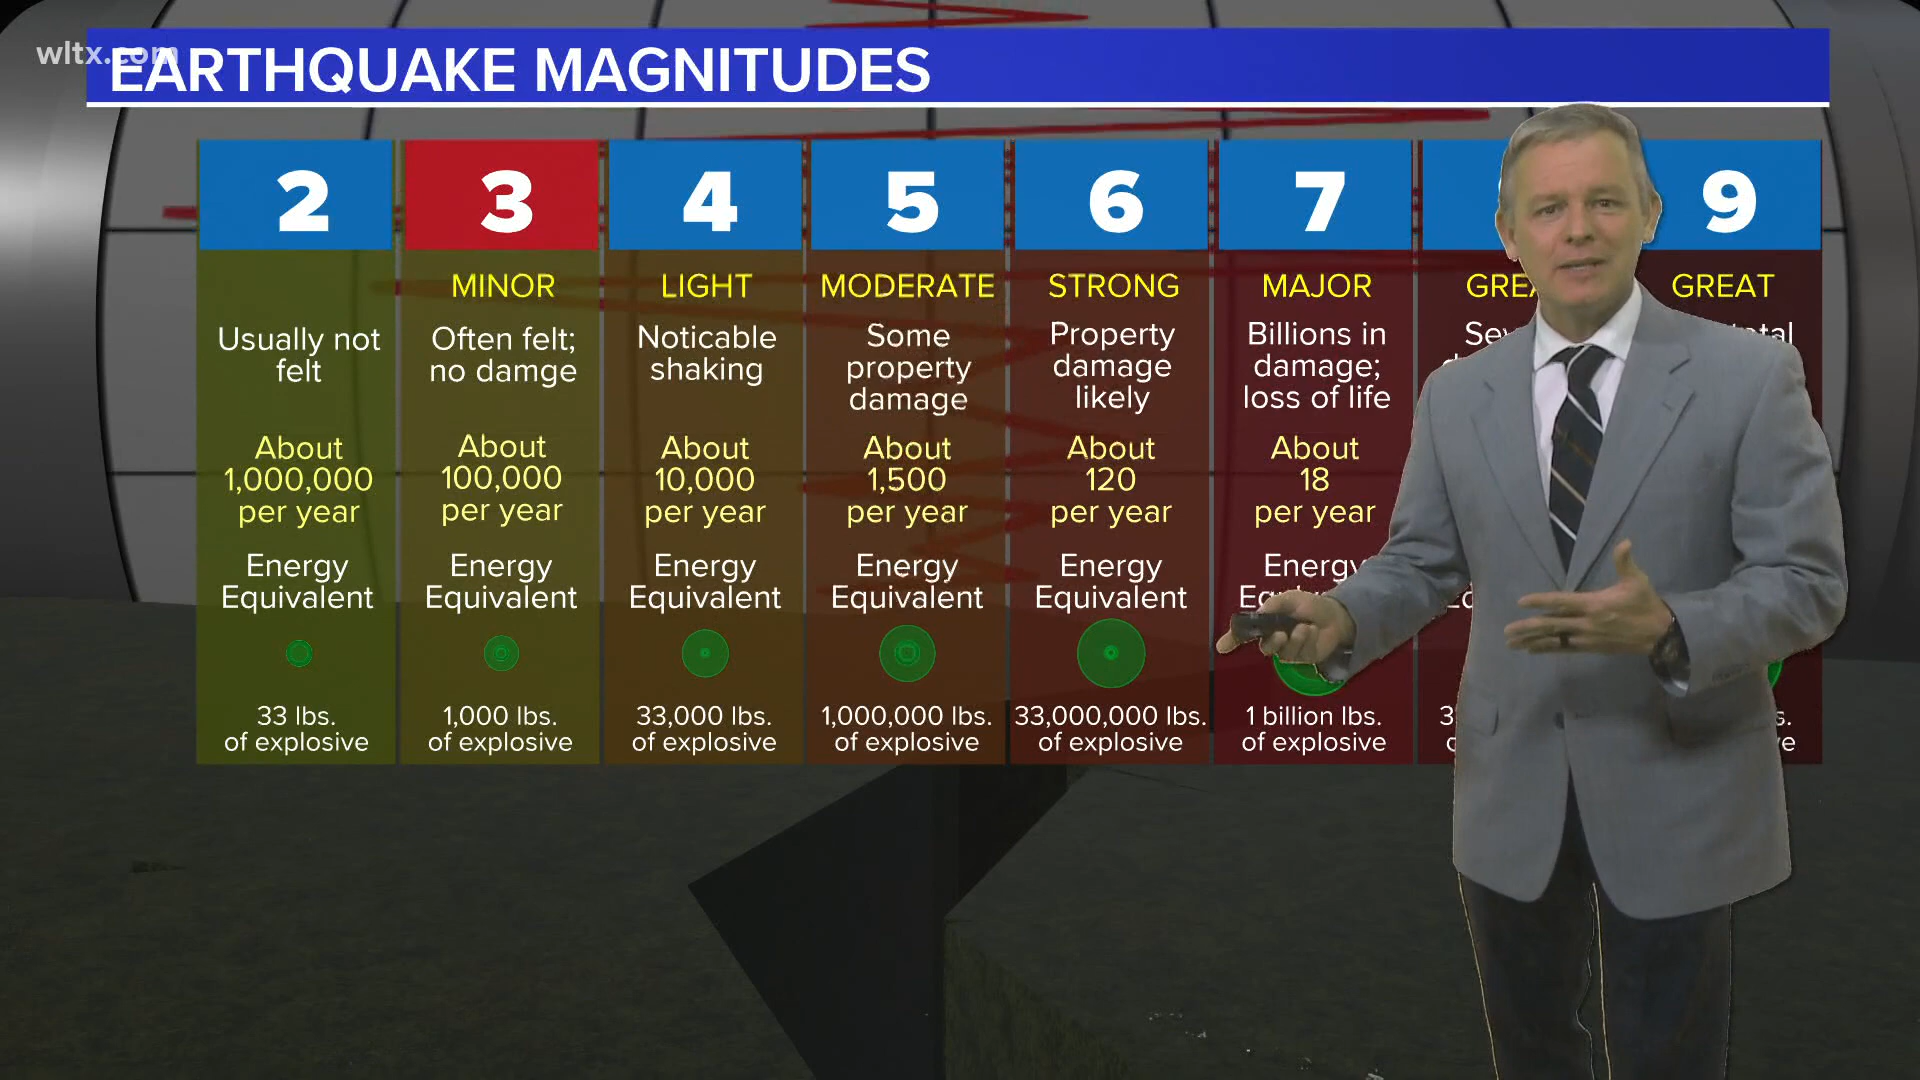 wltx.com
EARTHQUAKE MAGNITUDES
2
3
4
5
6
7
9
MINOR
LIGHT
MODERATE
STRONG
MAJOR
GREAT
Usually not
felt
Often felt;
no damge
Noticable
shaking
Some
property
damage
Property
damage
likely
Billions in
damage;
loss of life
About
1,000,000
per year
About
100,000
per year
About
10,000
per year
About
1,500
per year
About
120
per year
About
18
per year
Energy
Equivalent
Energy
Equivalent
Energy
Equivalent
Energy
Equivalent
Energy
Equivalent
Energy
33 lbs.
of explosive
1,000 lbs.
of explosive
33,000 lbs.
of explosive
1,000,000 lbs.
of explosive
33,000,000 lbs.
of explosive
1 billion lbs.
of explosive